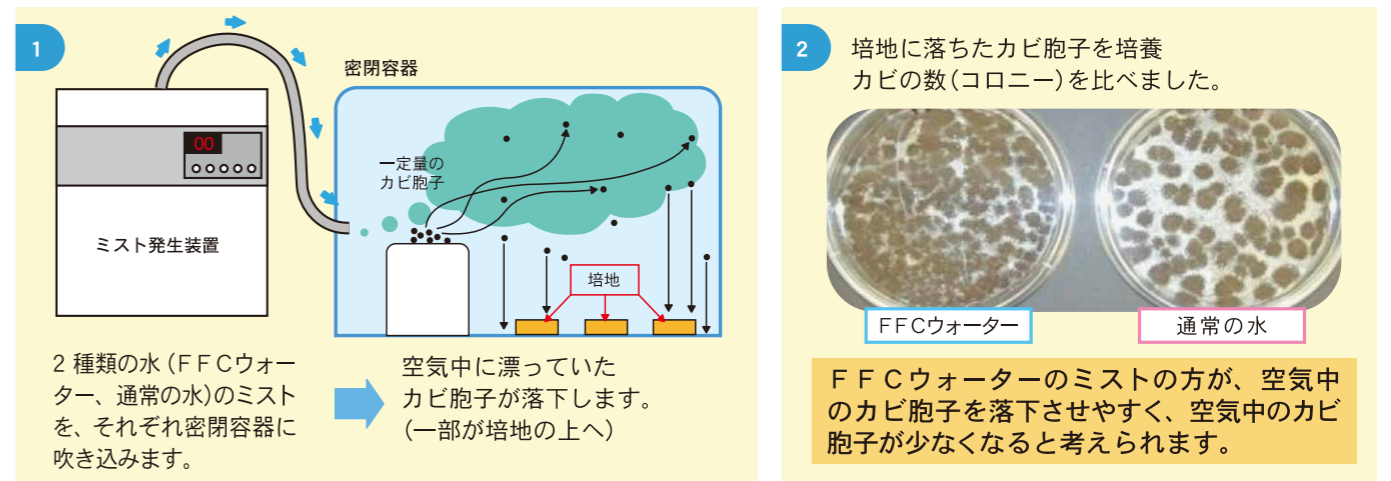 1
密閉容器
00
一定量の
カビ胞子
ミスト発生装置
培地
2 種類の水(FFCウォー
ター、通常の水)のミスト
を、それぞれ密閉容器に
吹き込みます。
空気中に漂っていた
カビ胞子が落下します。
(一部が培地の上へ)
2
培地に落ちたカビ胞子を培養
カビの数(コロニー)を比べました。
FFCウォーター
通常の水
FFCウォーターのミストの方が、空気中
のカビ胞子を落下させやすく、空気中のカビ
胞子が少なくなると考えられます。